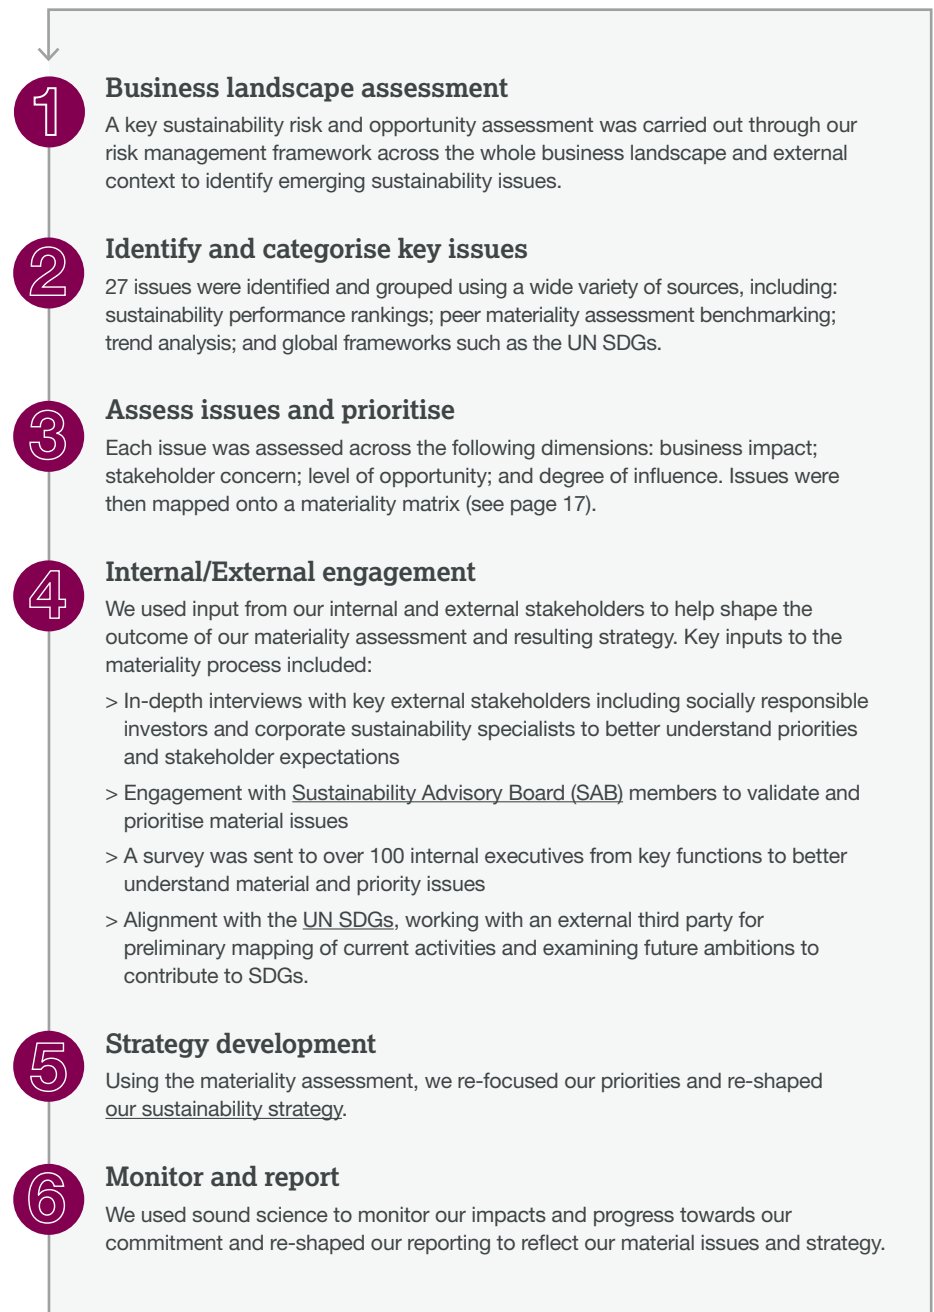 1
Business landscape assessment
A key sustainability risk and opportunity assessment was carried out through our
risk management framework across the whole business landscape and external
context to identify emerging sustainability issues.
2
Identify and categorise key issues
27 issues were identified and grouped using a wide variety of sources, including:
sustainability performance rankings; peer materiality assessment benchmarking;
trend analysis; and global frameworks such as the UN SDGs.
3
Assess issues and prioritise
Each issue was assessed across the following dimensions: business impact;
stakeholder concern; level of opportunity; and degree of influence. Issues were
then mapped onto a materiality matrix (see page 17).
4
Internal/External engagement
We used input from our internal and external stakeholders to help shape the
outcome of our materiality assessment and resulting strategy. Key inputs to the
materiality process included:
> In-depth interviews with key external stakeholders including socially responsible
investors and corporate sustainability specialists to better understand priorities
and stakeholder expectations
> Engagement with Sustainability Advisory Board (SAB) members to validate and
prioritise material issues
> A survey was sent to over 100 internal executives from key functions to better
understand material and priority issues
> Alignment with the UN SDGs, working with an external third party for
preliminary mapping of current activities and examining future ambitions to
contribute to SDGs.
5
Strategy development
Using the materiality assessment, we re-focused our priorities and re-shaped
our sustainability strategy.
6
Monitor and report
We used sound science to monitor our impacts and progress towards our
commitment and re-shaped our reporting to reflect our material issues and strategy.